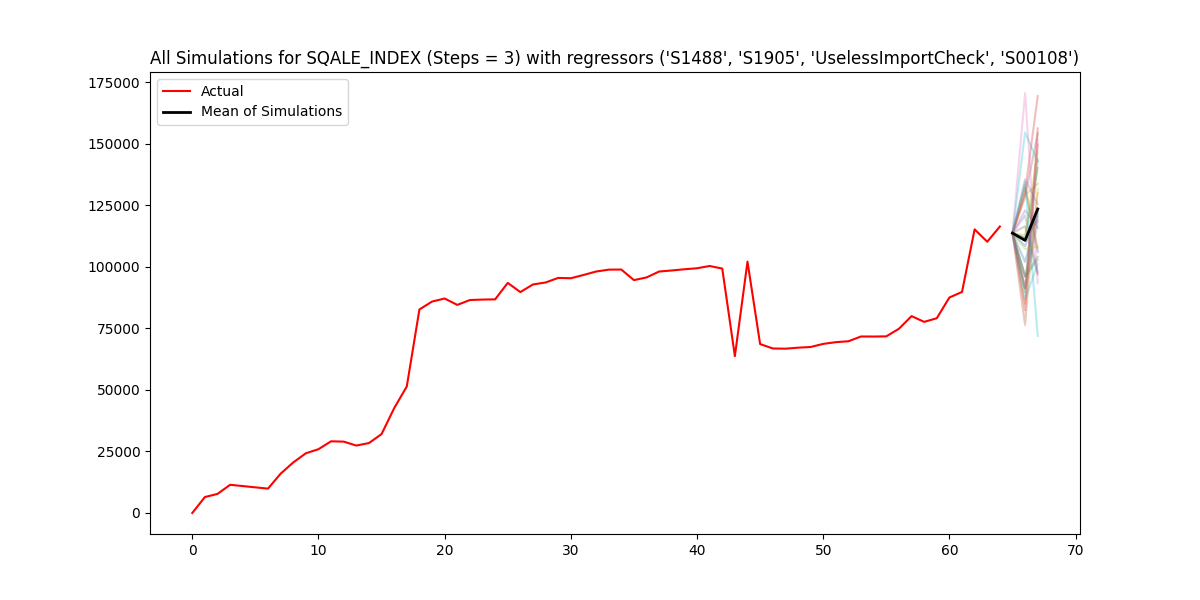 All Simulations for SQALE_INDEX (Steps = 3) with regressors ('S1488', 'S1905', 'UselessImportCheck', 'S00108')
Actual
Mean of Simulations
175000
150000
125000
100000
75000
50000
25000
0
0 10 20 30 40 50 60 70